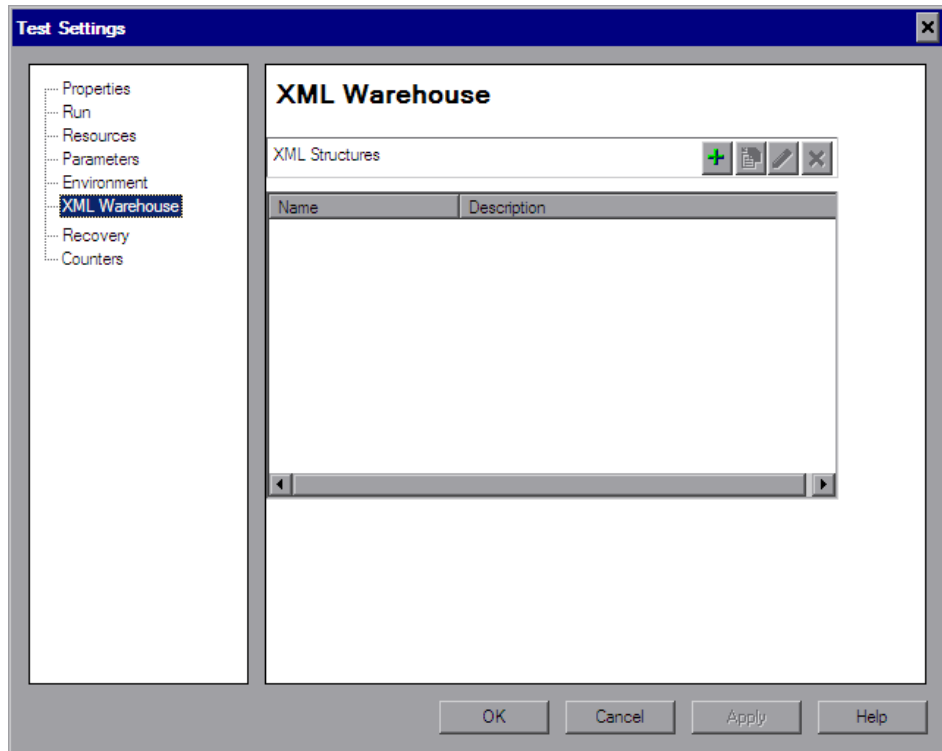 Test Settings
Properties
Run
Resources
Parameters
Environment
XML Warehouse
Recovery
Counters
XML Warehouse
XML Structures
Name Description
OK Cancel Apply Help